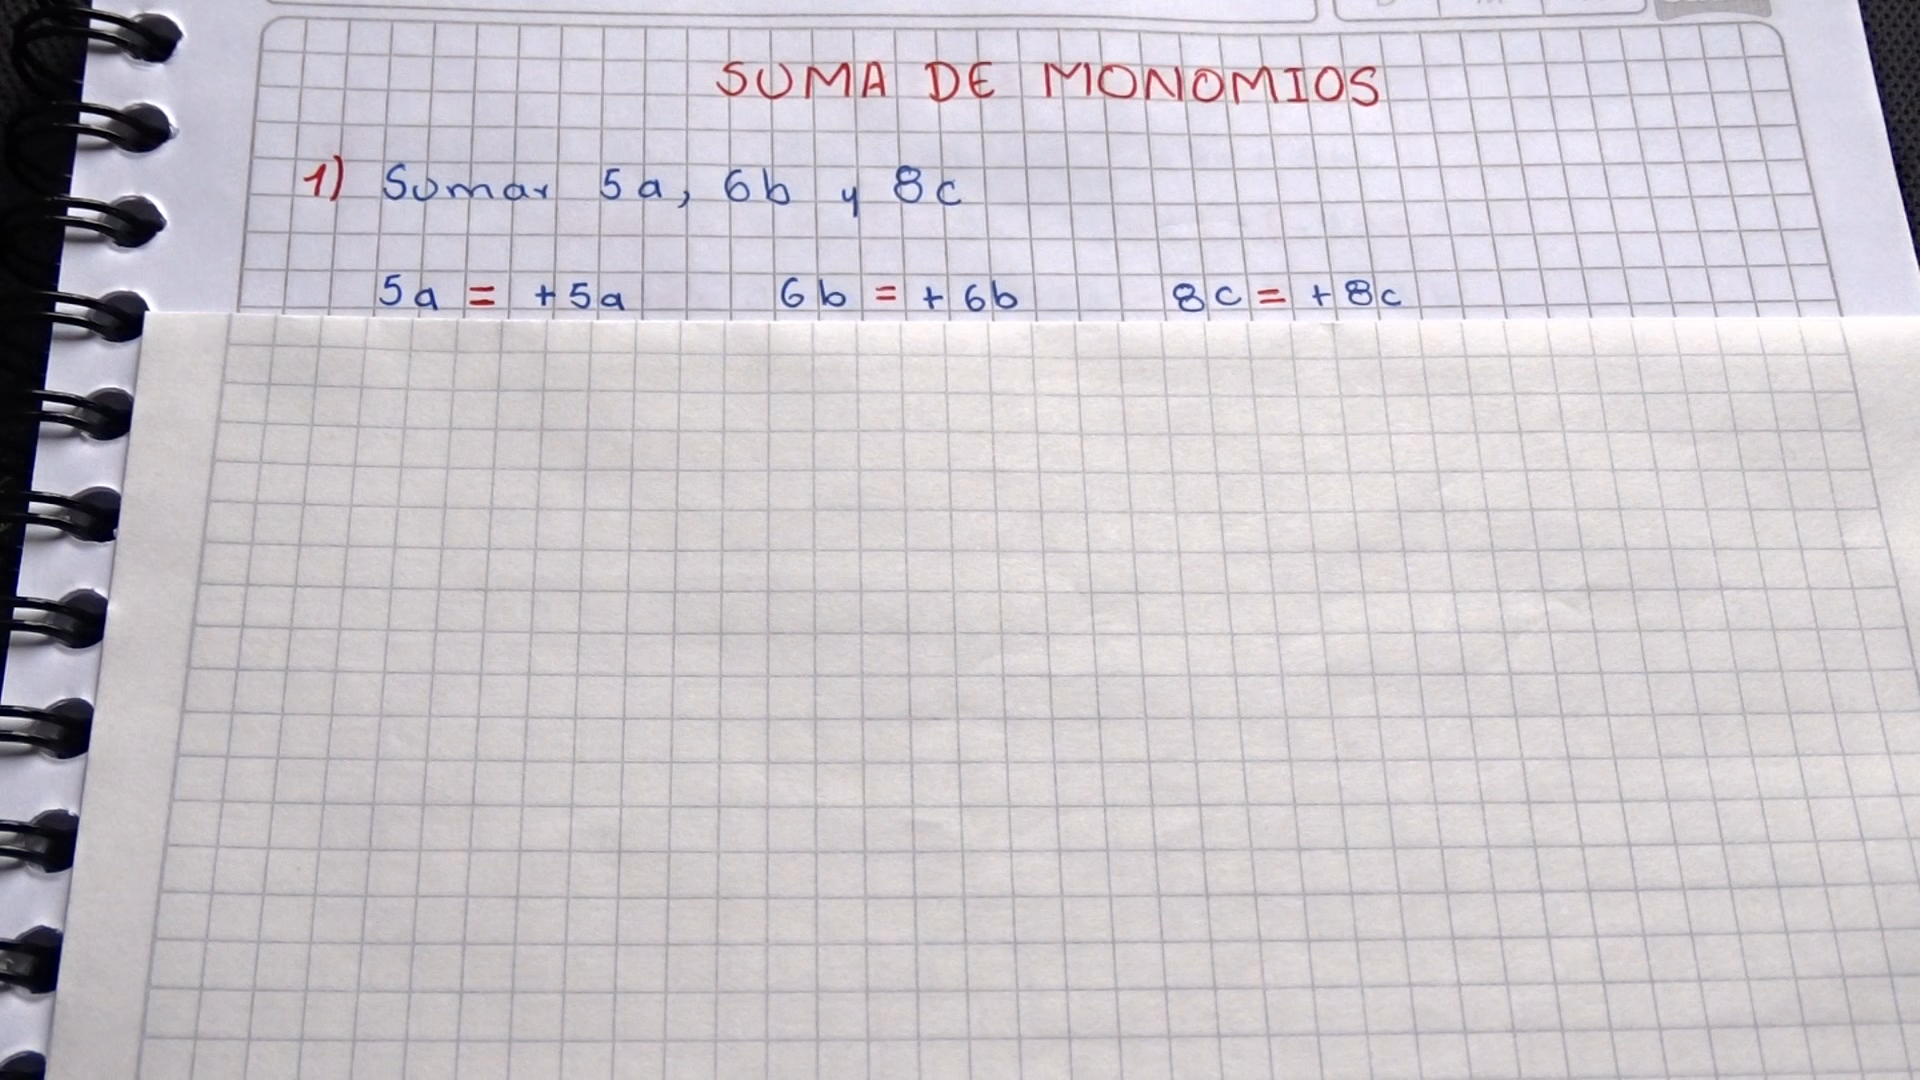 SUMA DE MONOMIOS
1) Sumar 5a, 6b y 8c
5a = +5a 6b = +6b 8c = +8c